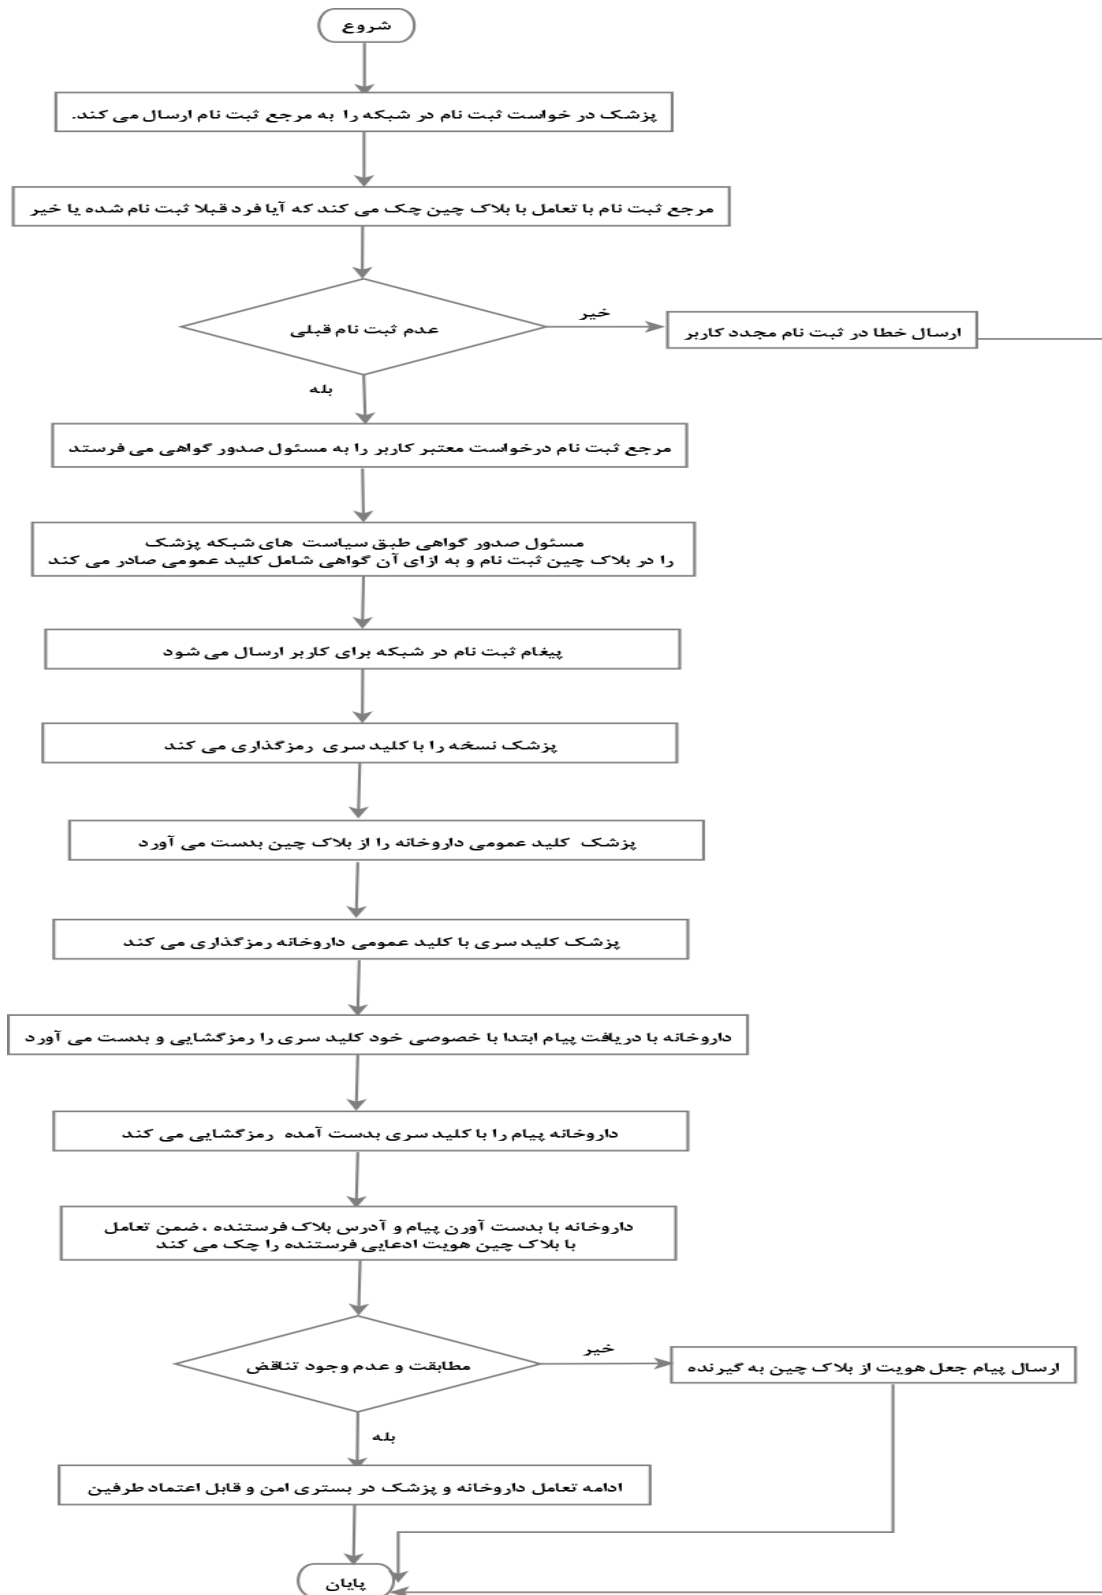 شروع
پزشک در خواست ثبت نام در شبکه را به مرجع ثبت نام ارسال می کند.
مرجع ثبت نام با تعامل با بلاک چین چک می کند که آیا فرد قبلا ثبت نام شده یا خیر
عدم ثبت نام قبلی
خیر
ارسال خطا در ثبت نام مجدد کاربر
بله
مرجع ثبت نام درخواست معتبر کاربر را به مسئول صدور گواهی می فرستد
مسئول صدور گواهی طبق سیاست های شبکه پزشک
را در بلاک چین ثبت نام و به ازای آن گواهی شامل کلید عمومی صادر می کند
پیغام ثبت نام در شبکه برای کاربر ارسال می شود
پزشک نسخه را با کلید سری رمزگذاری می کند
پزشک کلید عمومی داروخانه را از بلاک چین بدست می آورد
پزشک کلید سری با کلید عمومی داروخانه رمزگذاری می کند
داروخانه با دریافت پیام ابتدا با خصوصی خود کلید سری را رمزگشایی و بدست می آورد
داروخانه پیام را با کلید سری بدست آمده رمزگشایی می کند
داروخانه با بدست آورن پیام و آدرس بلاک فرستنده ، ضمن تعامل
با بلاک چین هویت ادعایی فرستنده را چک می کند
مطابقت و عدم وجود تناقض
خیر
ارسال پیام جعل هویت از بلاک چین به گیرنده
بله
ادامه تعامل داروخانه و پزشک در بستری امن و قابل اعتماد طرفین
پایان